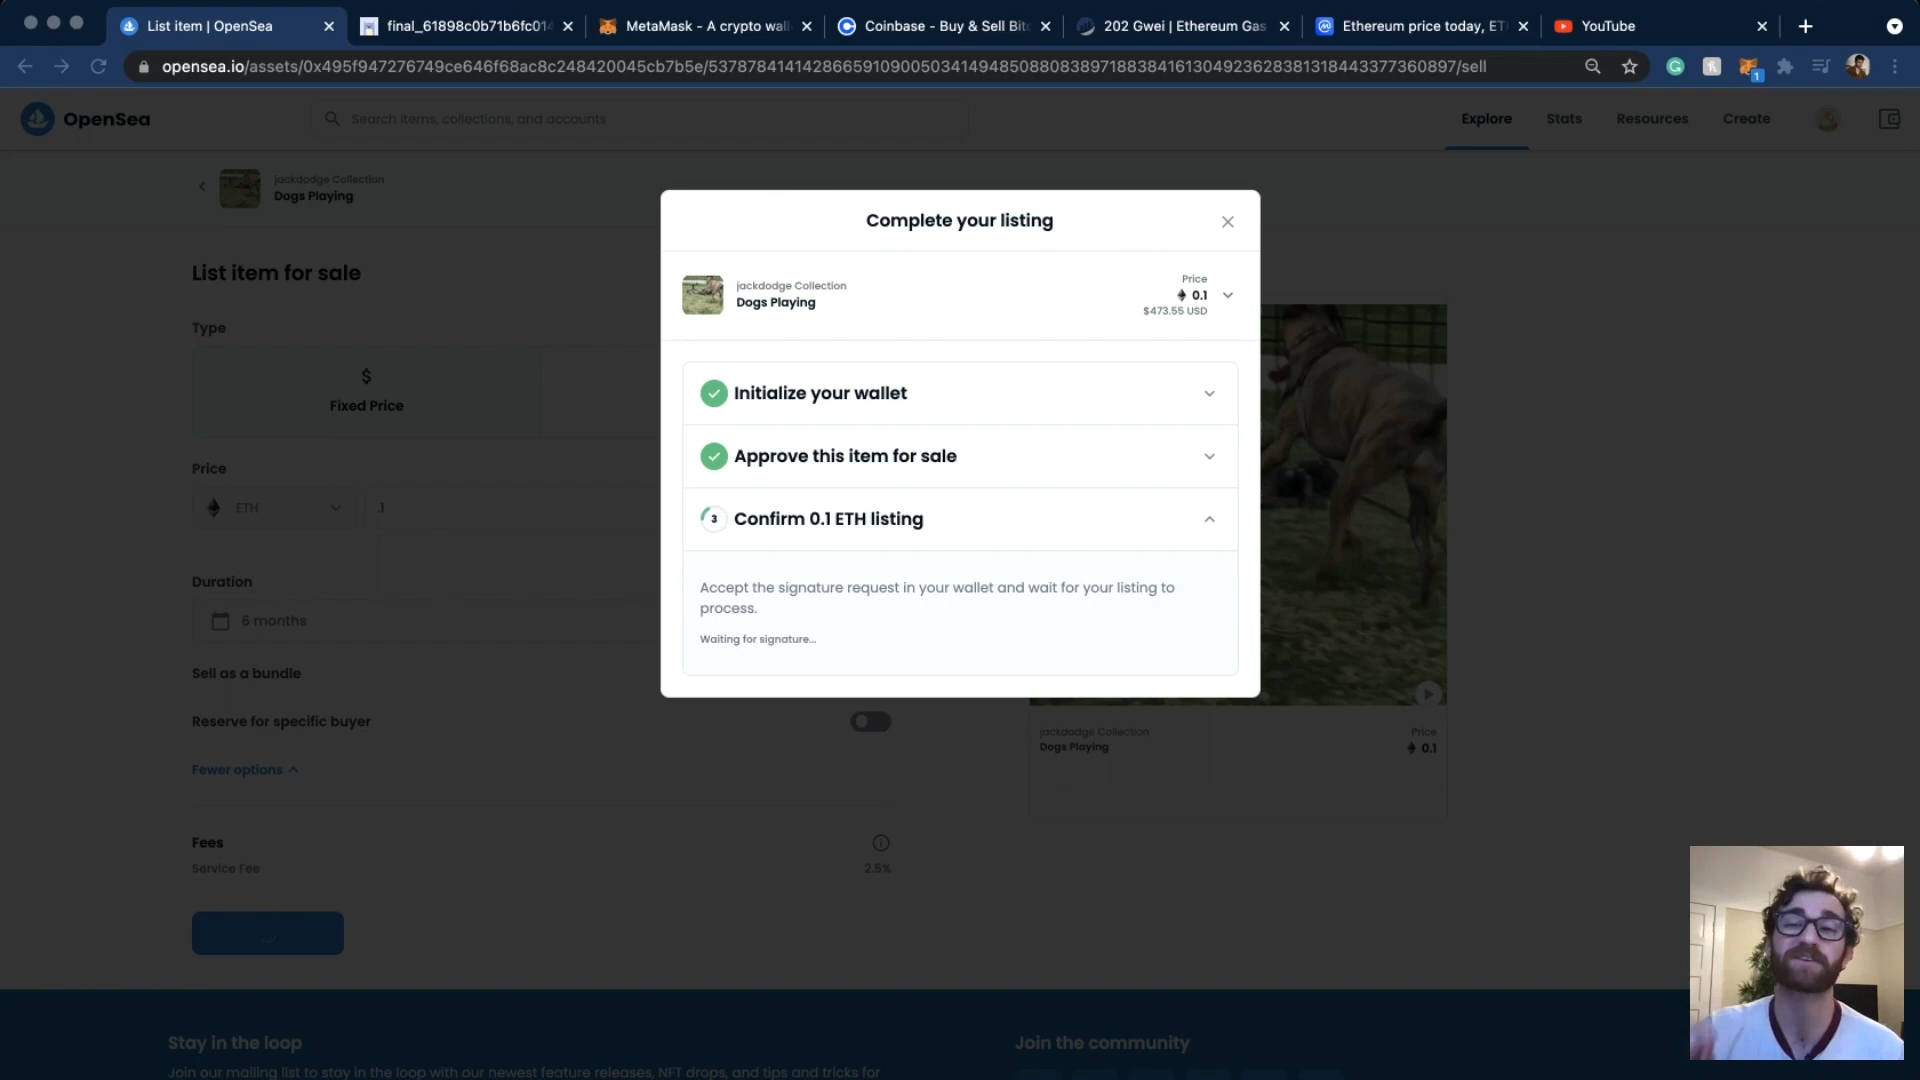 List item | OpenSea
final_61898c0b71b6fc014
MetaMask - A crypto wall
Coinbase - Buy & Sell Bitc
202 Gwei | Ethereum Gas
Ethereum price today, ET
YouTube
opensea.io/assets/0x495f947276749ce646f68ac8c248420045cb7b5e/53787841414286659109005034149485088083897188384161304923628381318443377360897/sell
1
OpenSea
Search items, collections, and accounts
Explore
Stats
Resources
Create
jackdodge Collection
Dogs Playing
List item for sale
Type
$
Fixed Price
Price
ETH
.1
Duration
6 months
Sell as a bundle
Reserve for specific buyer
Fewer options
Fees
Service Fee
2.5%
Complete your listing
jackdodge Collection
Dogs Playing
Price
0.1
$473.55 USD
Initialize your wallet
Approve this item for sale
3
Confirm 0.1 ETH listing
Accept the signature request in your wallet and wait for your listing to
process.
Waiting for signature...
jackdodge Collection
Dogs Playing
Price
0.1
Stay in the loop
Join our mailing list to stay in the loop with our newest feature releases, NFT drops, and tips and tricks for
Join the community